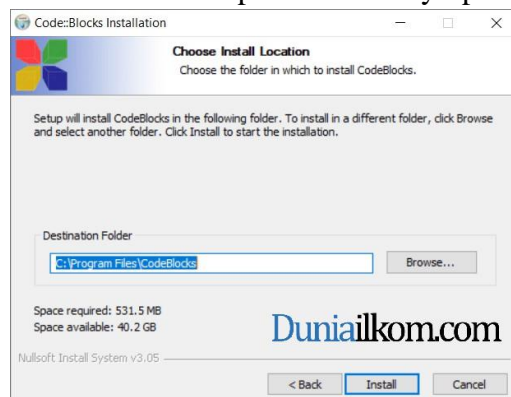 Code::Blocks Installation
Choose Install Location
Choose the folder in which to install CodeBlocks.
Setup will install CodeBlocks in the following folder. To install in a different folder, click Browse
and select another folder. Click Install to start the installation.
Destination Folder
C:\Program Files\CodeBlocks
Browse...
Space required: 531.5 MB
Space available: 40.2 GB
Duniailkom.com
Nullsoft Install System v3.05
< Back Install Cancel